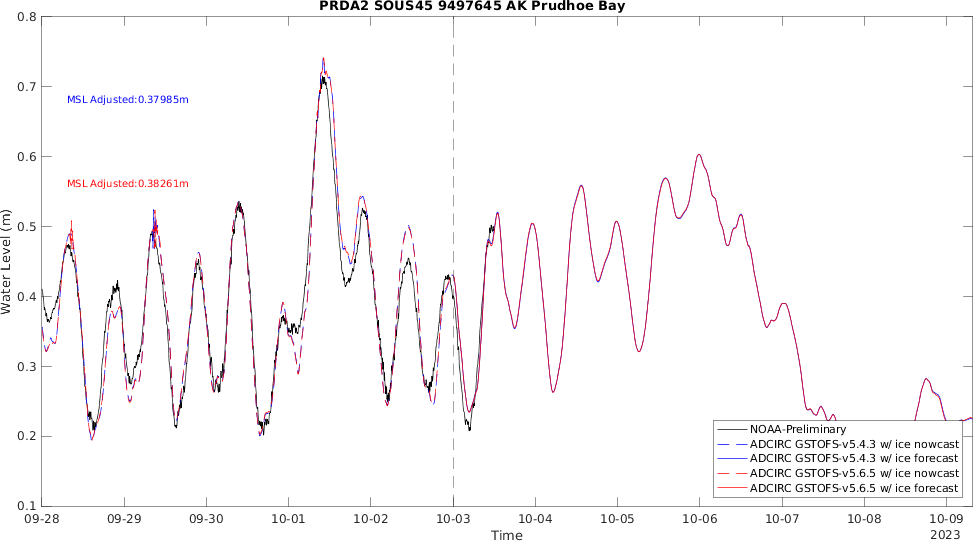 PRDA2 SOUS45 9497645 AK Prudhoe Bay
0.8
0.7
0.6
0.5
0.4
0.3
0.2
0.1
Water Level (m)
MSL Adjusted:0.37985m
MSL Adjusted:0.38261m
NOAA-Preliminary
ADCIRC GSTOFS-v5.4.3 w/ ice nowcast
ADCIRC GSTOFS-v5.4.3 w/ ice forecast
ADCIRC GSTOFS-v5.6.5 w/ ice nowcast
ADCIRC GSTOFS-v5.6.5 w/ ice forecast
09-28 09-29 09-30 10-01 10-02 10-03 10-04 10-05 10-06 10-07 10-08 10-09
2023
Time